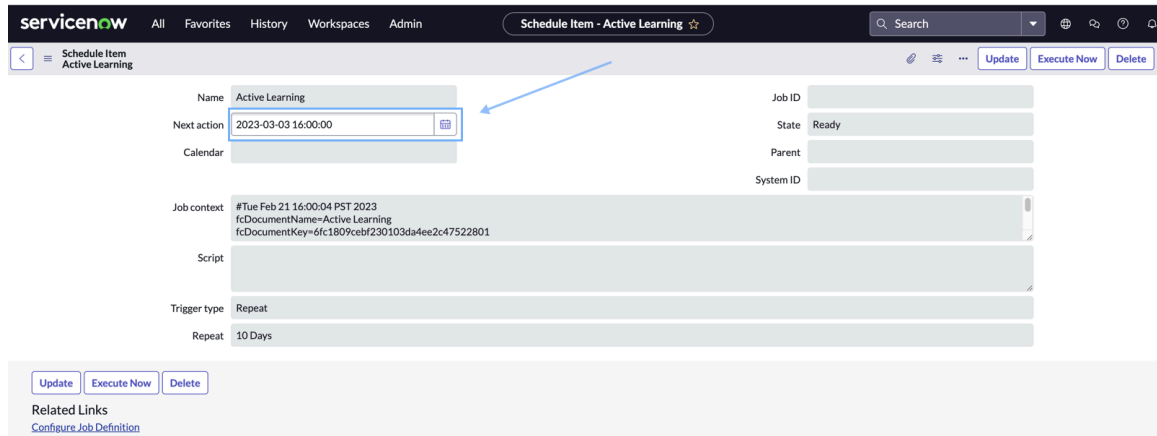 servicenow All Favorites History Workspaces Admin Schedule Item - Active Learning Search
Schedule Item
Active Learning
Update Execute Now Delete
Name Active Learning
Job ID
Next action 2023-03-03 16:00:00
State Ready
Calendar
Parent
System ID
Job context #Tue Feb 21 16:00:04 PST 2023
fcDocumentName=Active Learning
fcDocumentKey=6fc1809cebf230103da4ee2c47522801
Script
Trigger type Repeat
Repeat 10 Days
Update Execute Now Delete
Related Links
Configure Job Definition